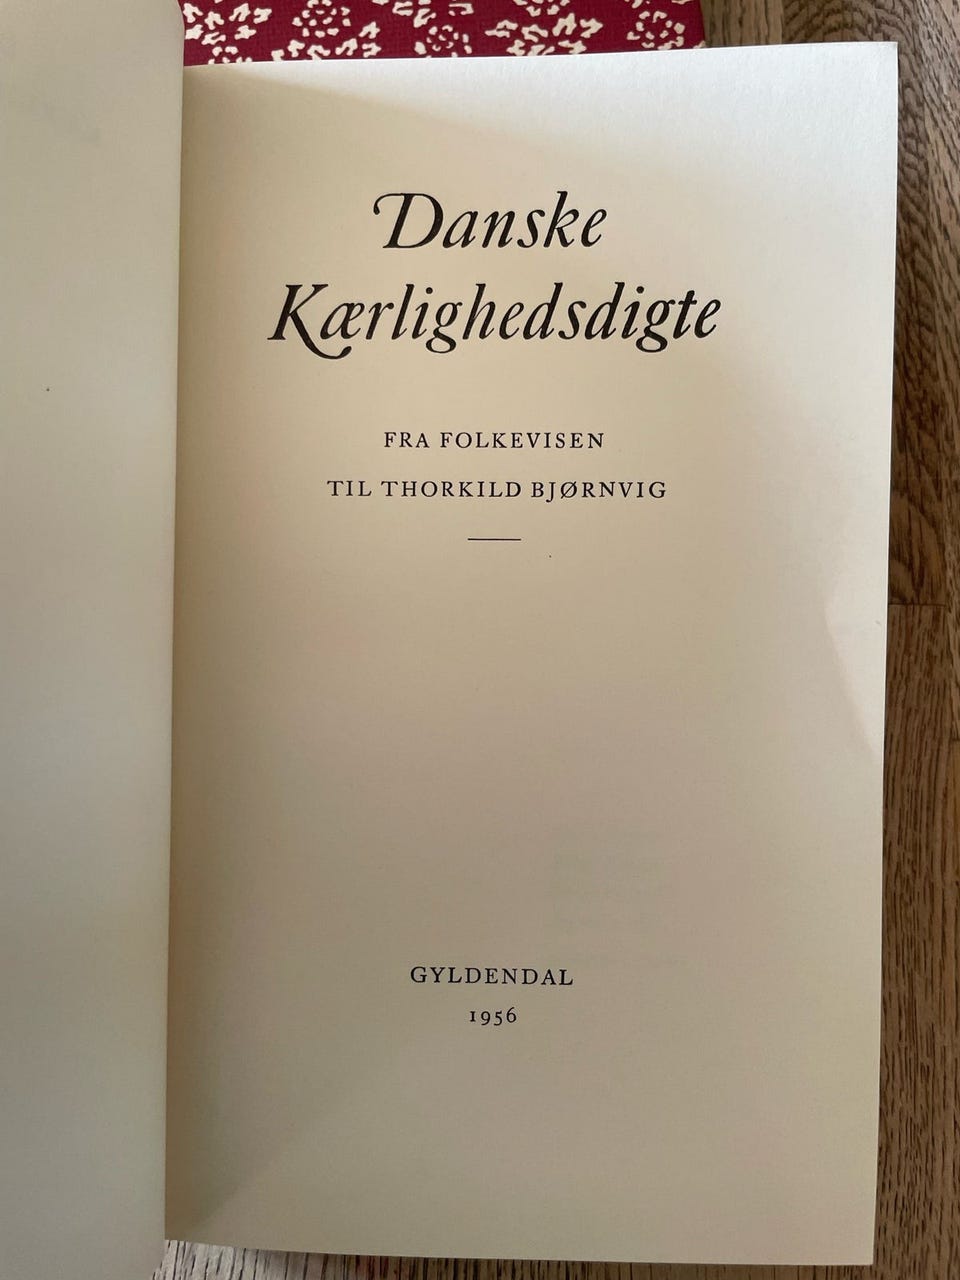 Danske
Kærlighedsdigte
FRA FOLKEVISEN
TIL THORKILD BJØRNVIG
GYLDENDAL
1956